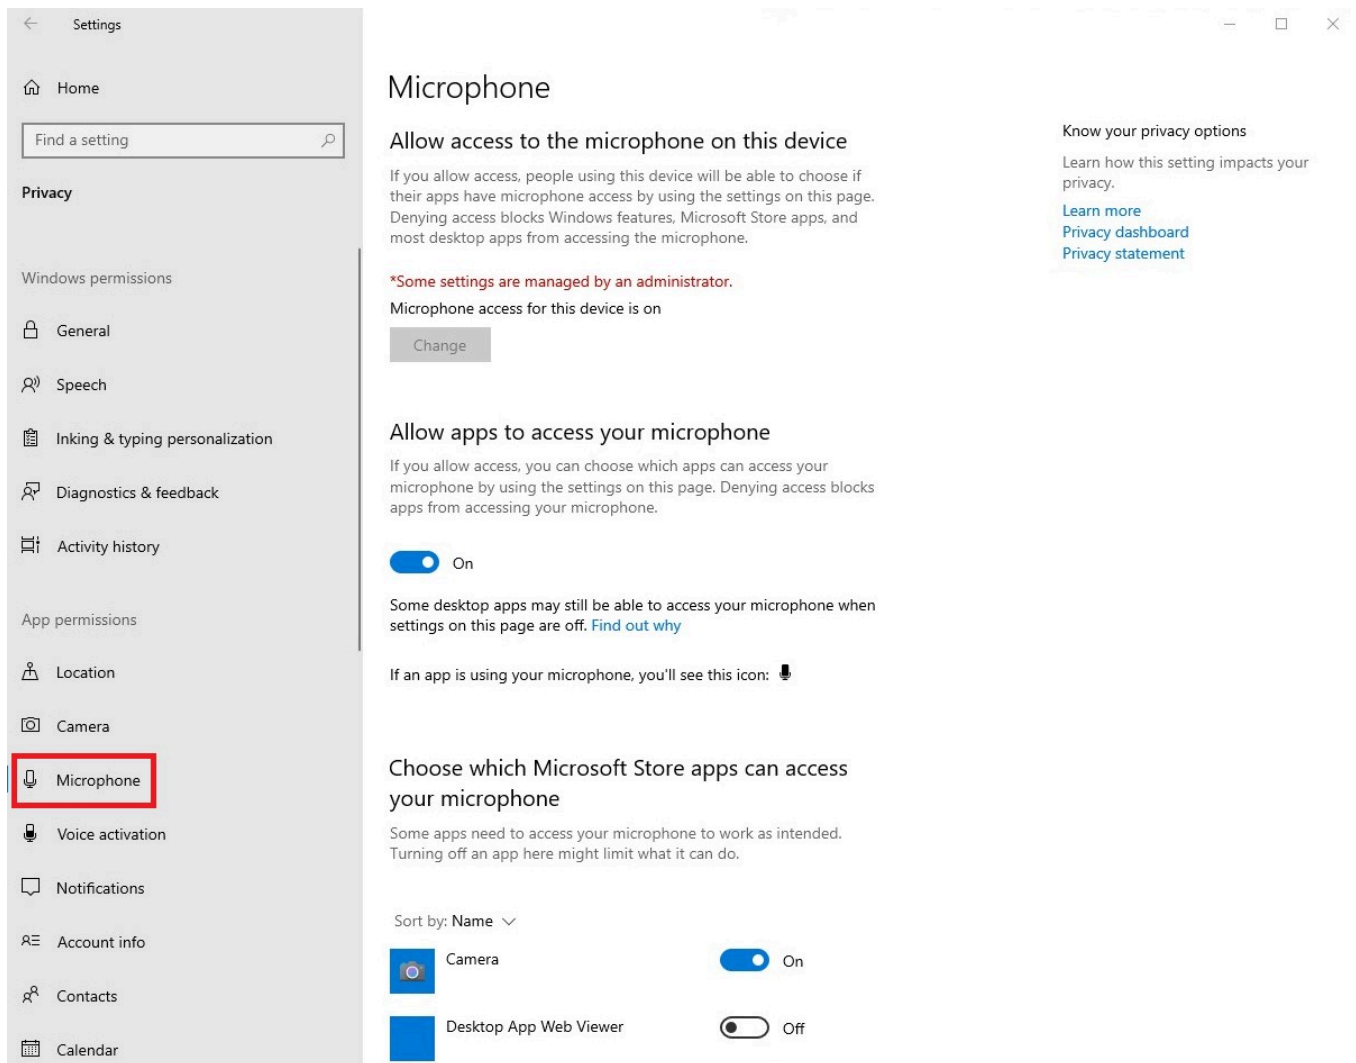 Settings
Home
Find a setting
Privacy
Windows permissions
General
Speech
Inking & typing personalization
Diagnostics & feedback
Activity history
App permissions
Location
Camera
Microphone
Voice activation
Notifications
Account info
Contacts
Calendar
Microphone
Allow access to the microphone on this device
If you allow access, people using this device will be able to choose if
their apps have microphone access by using the settings on this page.
Denying access blocks Windows features, Microsoft Store apps, and
most desktop apps from accessing the microphone.
*Some settings are managed by an administrator.
Microphone access for this device is on
Change
Allow apps to access your microphone
If you allow access, you can choose which apps can access your
microphone by using the settings on this page. Denying access blocks
apps from accessing your microphone.
On
Some desktop apps may still be able to access your microphone when
settings on this page are off. Find out why
If an app is using your microphone, you'll see this icon:
Choose which Microsoft Store apps can access
your microphone
Some apps need to access your microphone to work as intended.
Turning off an app here might limit what it can do.
Sort by: Name
Camera On
Desktop App Web Viewer Off
Know your privacy options
Learn how this setting impacts your
privacy.
Learn more
Privacy dashboard
Privacy statement